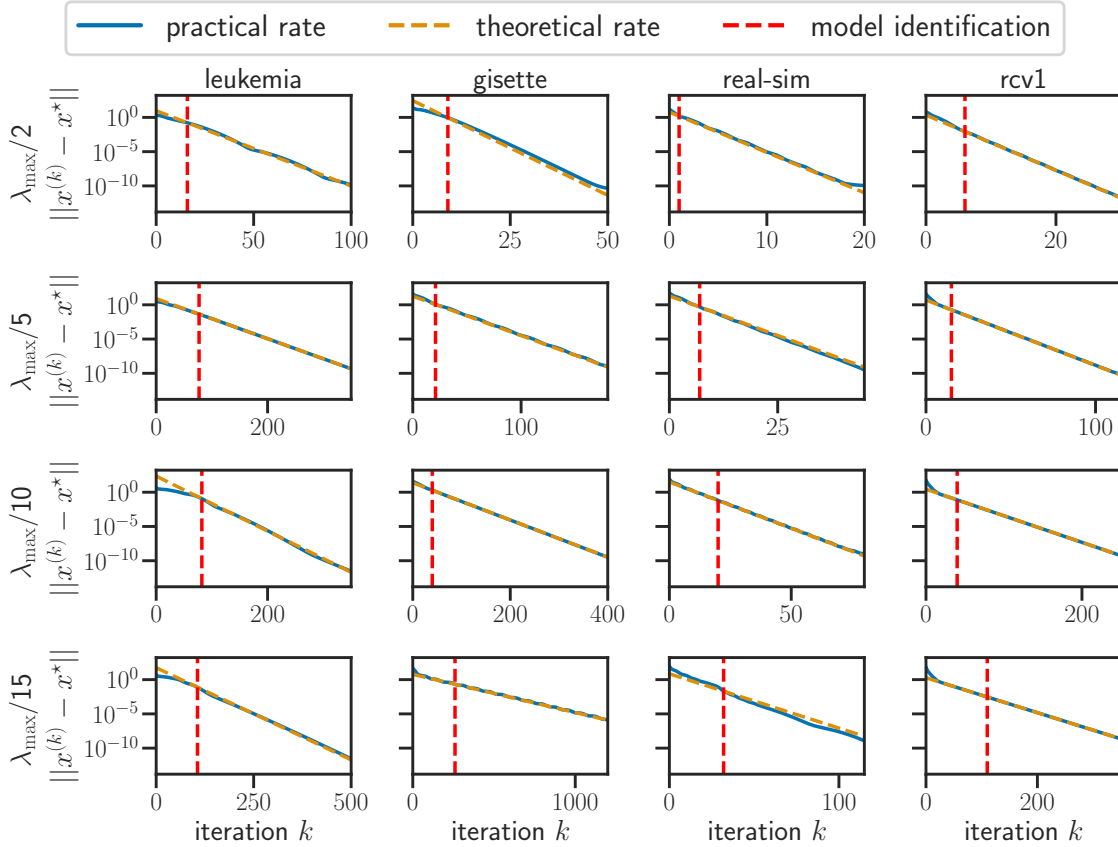 practical rate theoretical rate model identification
leukemia gisette real-sim rcv1
λ_max/2
||x^(k) − x^⋆||
10^0
10^−5
10^−10
0 50 100 0 25 50 0 10 20 0 20
λ_max/5
||x^(k) − x^⋆||
10^0
10^−5
10^−10
0 200 0 100 0 25 0 100
λ_max/10
||x^(k) − x^⋆||
10^0
10^−5
10^−10
0 200 0 200 400 0 50 0 200
λ_max/15
||x^(k) − x^⋆||
10^0
10^−5
10^−10
0 250 500 0 1000 0 100 0 200
iteration k iteration k iteration k iteration k